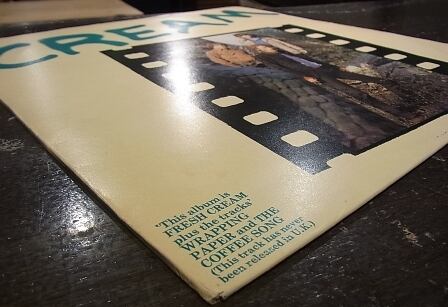 CREAM
'This album is
FRESH CREAM
Plus the tracks'
WRAPPING
PAPER and THE
COFFEE SONG
(This track has never
been released in U.K)